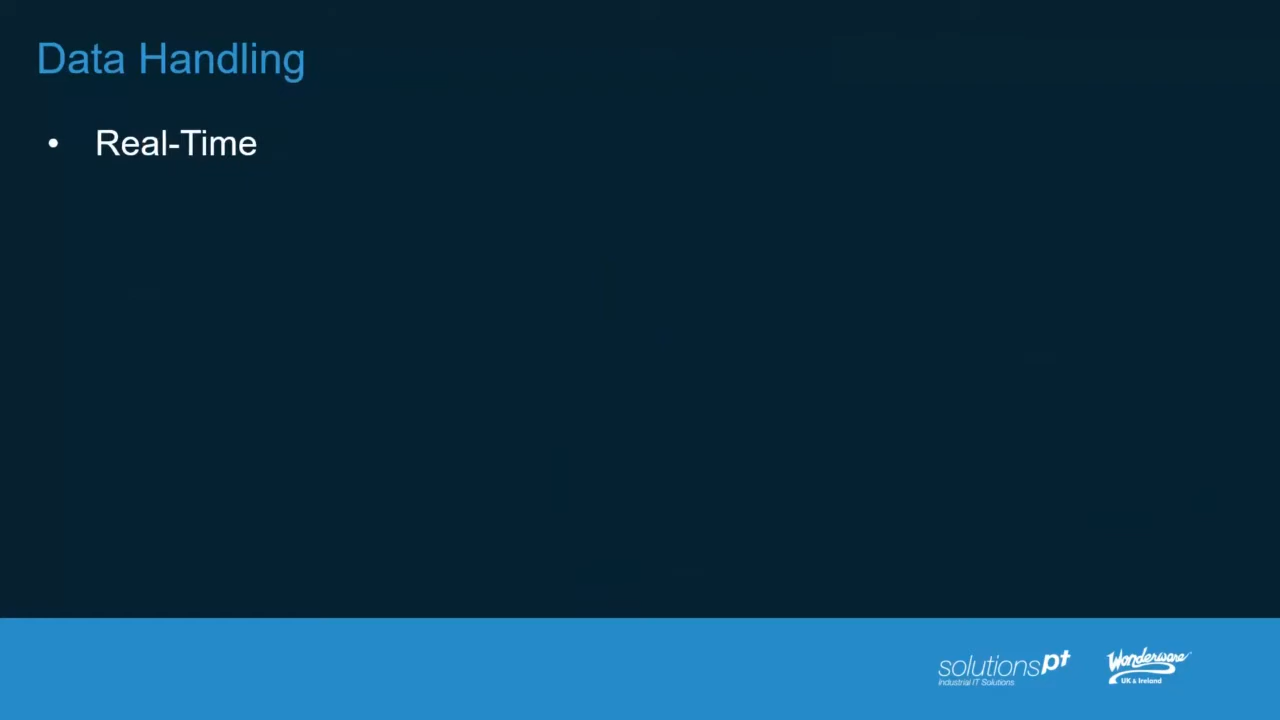 Data Handling
• Real-Time
solutionspt
Industrial IT Solutions
Wonderware
UK & Ireland